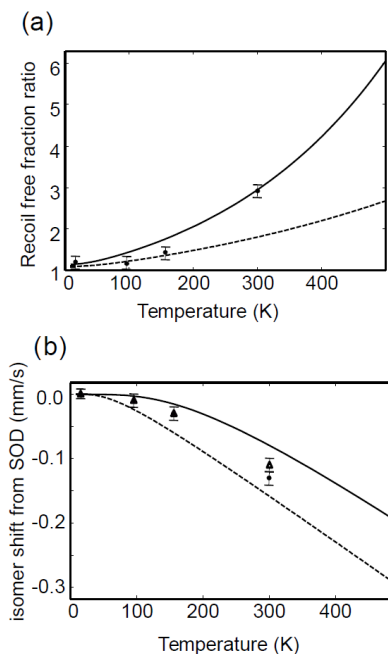 (a)
Recoil free fraction ratio
6
5
4
3
2
1
0 100 200 300 400
Temperature (K)
(b)
isomer shift from SOD (mm/s)
0.0
-0.1
-0.2
-0.3
0 100 200 300 400
Temperature (K)